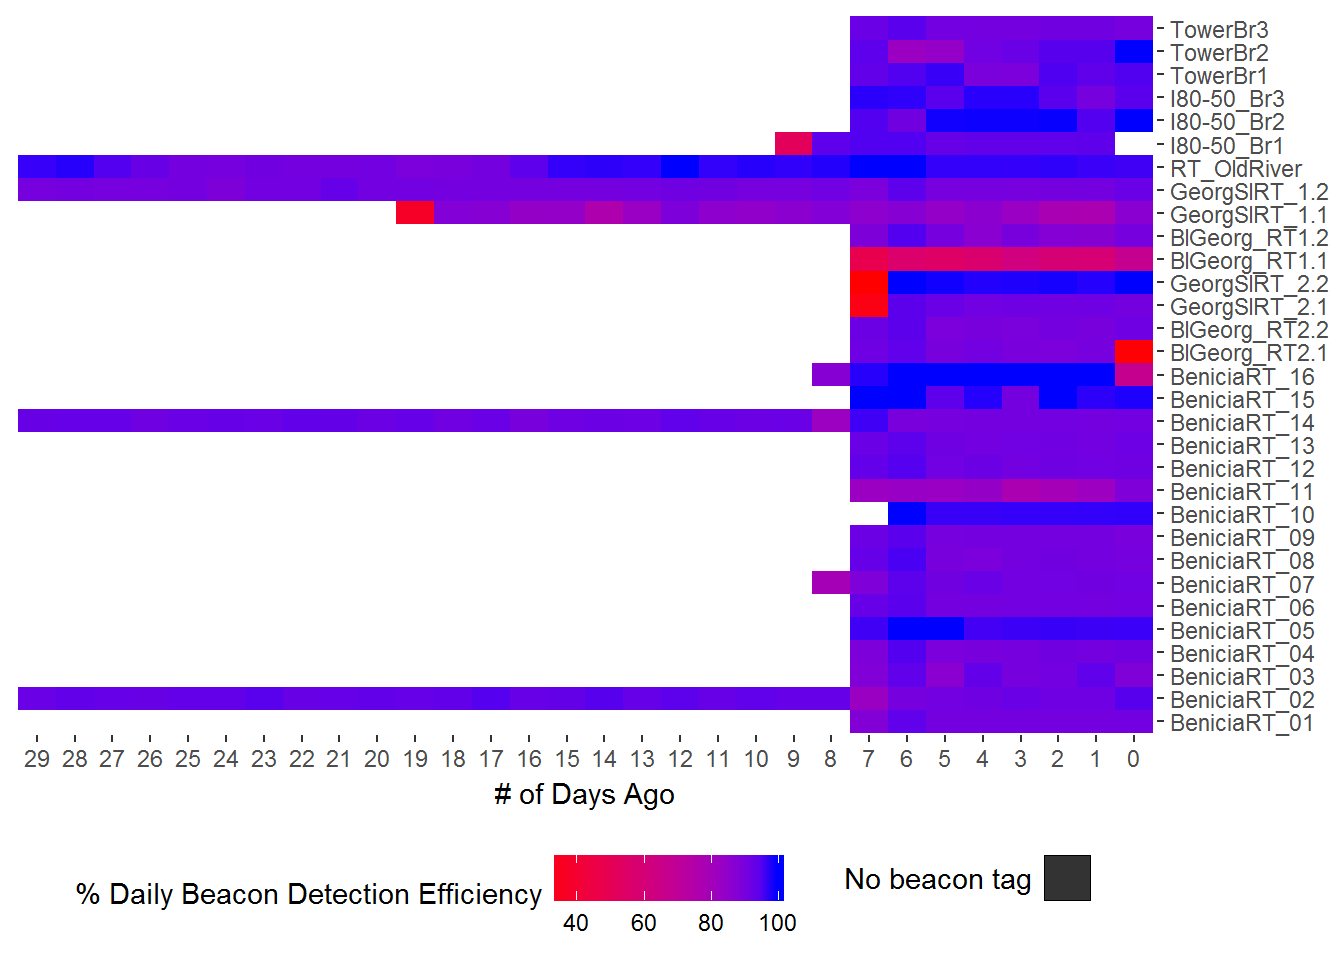 TowerBr3
TowerBr2
TowerBr1
I80-50_Br3
I80-50_Br2
I80-50_Br1
RT_OldRiver
GeorgSlRT_1.2
GeorgSlRT_1.1
BlGeorg_RT1.2
BlGeorg_RT1.1
GeorgSlRT_2.2
GeorgSlRT_2.1
BlGeorg_RT2.2
BlGeorg_RT2.1
BeniciaRT_16
BeniciaRT_15
BeniciaRT_14
BeniciaRT_13
BeniciaRT_12
BeniciaRT_11
BeniciaRT_10
BeniciaRT_09
BeniciaRT_08
BeniciaRT_07
BeniciaRT_06
BeniciaRT_05
BeniciaRT_04
BeniciaRT_03
BeniciaRT_02
BeniciaRT_01
29 28 27 26 25 24 23 22 21 20 19 18 17 16 15 14 13 12 11 10 9 8 7 6 5 4 3 2 1 0
# of Days Ago
% Daily Beacon Detection Efficiency
40 60 80 100
No beacon tag